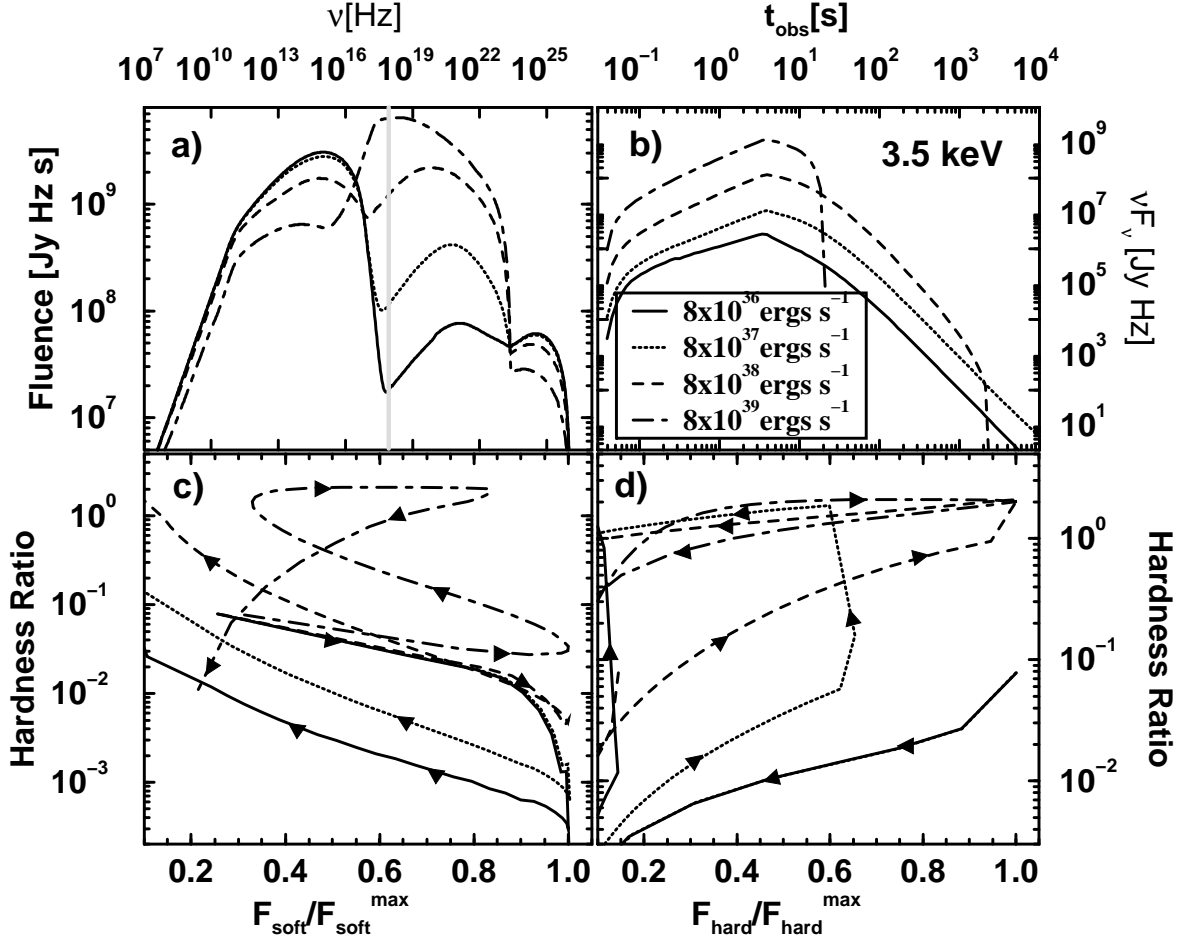 ν[Hz]
t_obs[s]
10^7 10^10 10^13 10^16 10^19 10^22 10^25
10^−1 10^0 10^1 10^2 10^3 10^4
a)
b)
3.5 keV
Fluence [Jy Hz s]
10^9
10^8
10^7
8x10^36 ergs s^−1
8x10^37 ergs s^−1
8x10^38 ergs s^−1
8x10^39 ergs s^−1
10^9
10^7
10^5
10^3
10^1
νF_ν [Jy Hz]
c)
d)
Hardness Ratio
10^0
10^−1
10^−2
10^−3
10^0
10^−1
10^−2
Hardness Ratio
0.2 0.4 0.6 0.8 1.0
0.2 0.4 0.6 0.8 1.0
F_soft/F_soft^max
F_hard/F_hard^max